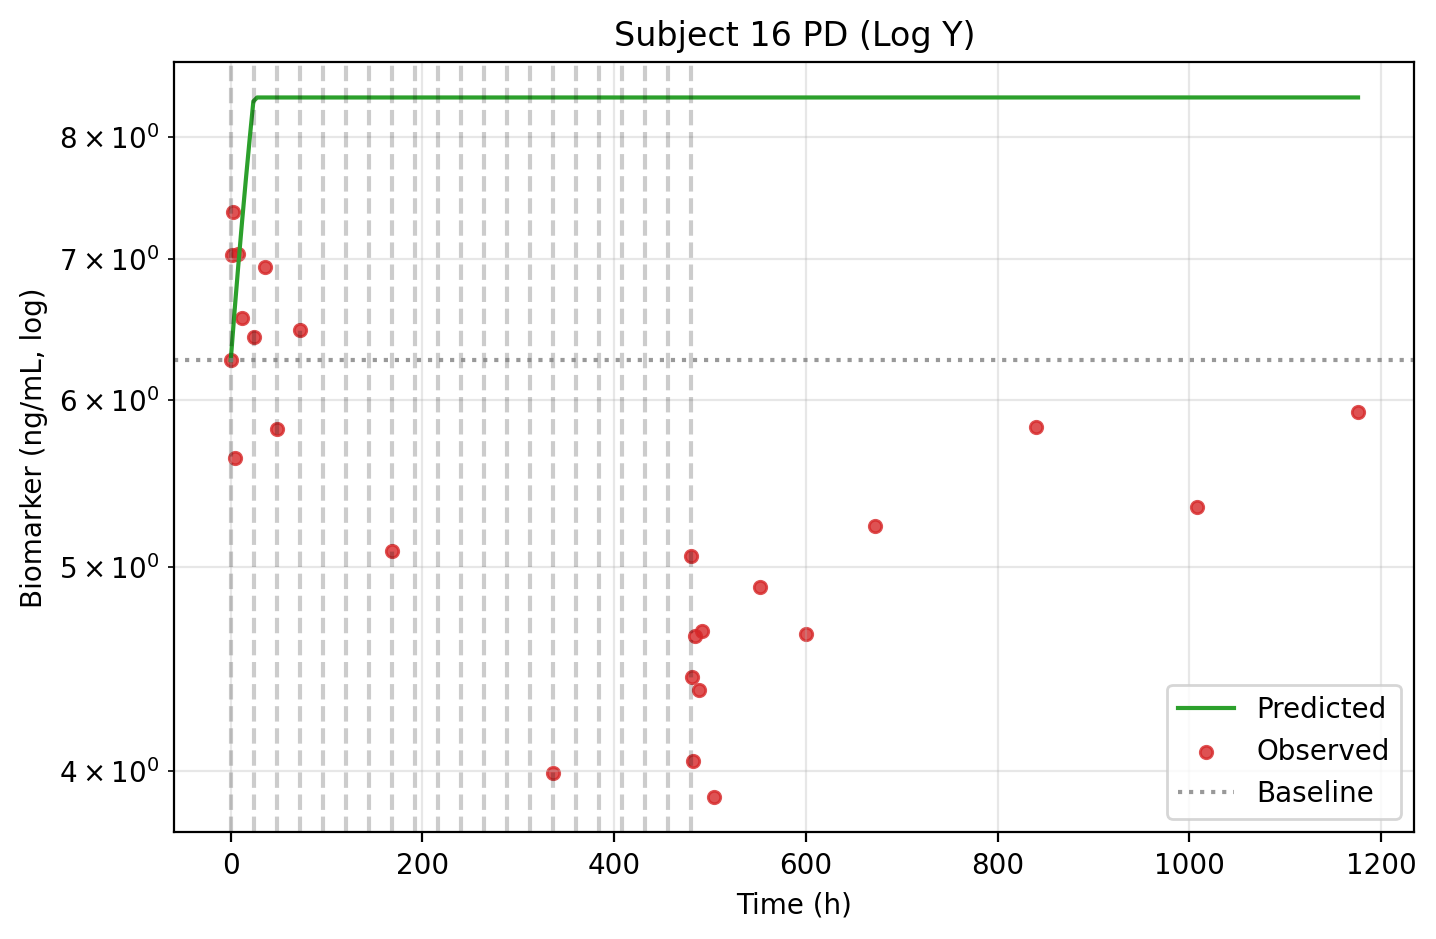 Subject 16 PD (Log Y)
Biomarker (ng/mL, log)
8 × 10⁰
7 × 10⁰
6 × 10⁰
5 × 10⁰
4 × 10⁰
Predicted
Observed
Baseline
0 200 400 600 800 1000 1200
Time (h)